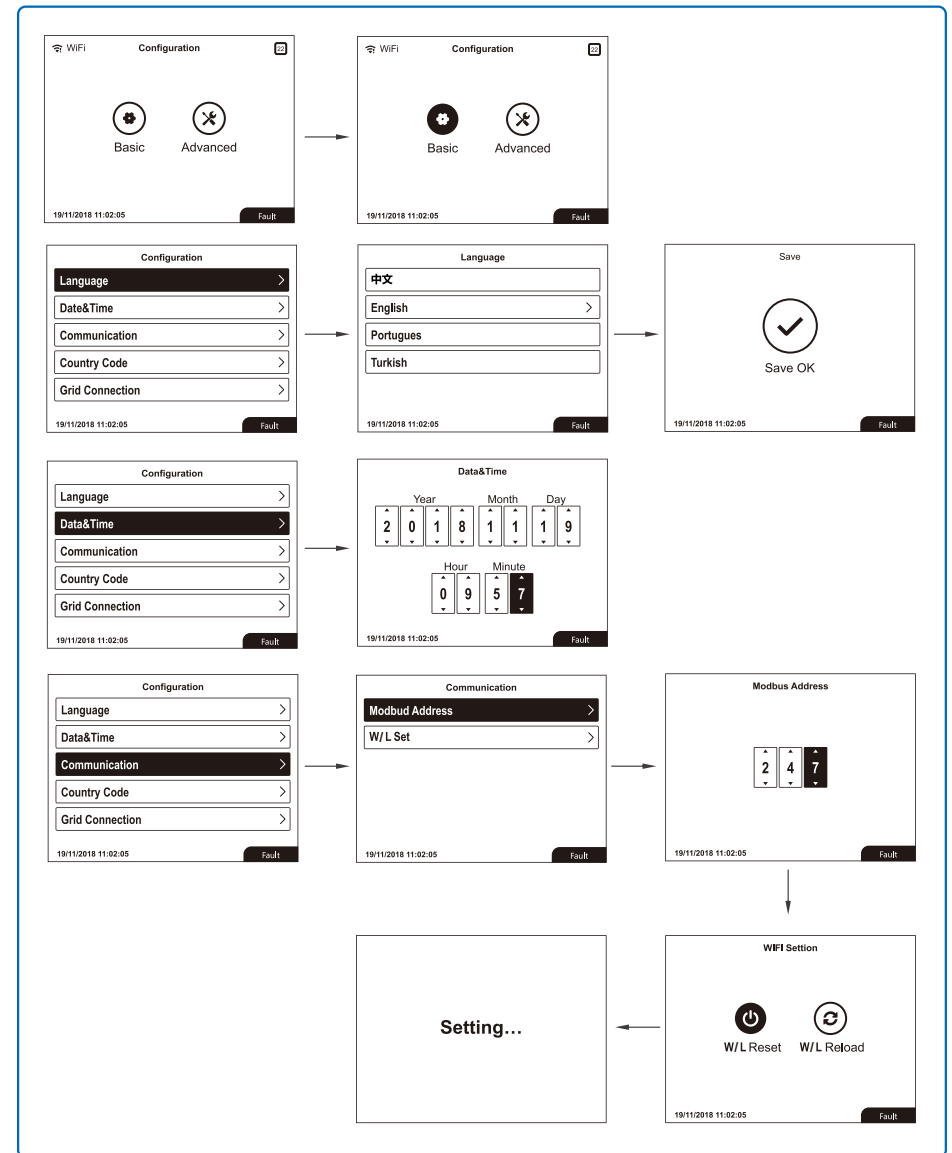 WiFi Configuration 22
Basic Advanced
19/11/2018 11:02:05 Fault
WiFi Configuration 22
Basic Advanced
19/11/2018 11:02:05 Fault
Configuration
Language
Date&Time
Communication
Country Code
Grid Connection
19/11/2018 11:02:05 Fault
Language
中文
English
Portugues
Turkish
19/11/2018 11:02:05 Fault
Save
Save OK
19/11/2018 11:02:05 Fault
Configuration
Language
Data&Time
Communication
Country Code
Grid Connection
19/11/2018 11:02:05 Fault
Data&Time
Year Month Day
2 0 1 8 1 1 1 9
Hour Minute
0 9 5 7
19/11/2018 11:02:05 Fault
Configuration
Language
Data&Time
Communication
Country Code
Grid Connection
19/11/2018 11:02:05 Fault
Communication
Modbud Address
W/L Set
19/11/2018 11:02:05 Fault
Modbus Address
2 4 7
19/11/2018 11:02:05 Fault
Setting...
WIFI Settion
W/L Reset W/L Reload
19/11/2018 11:02:05 Fault